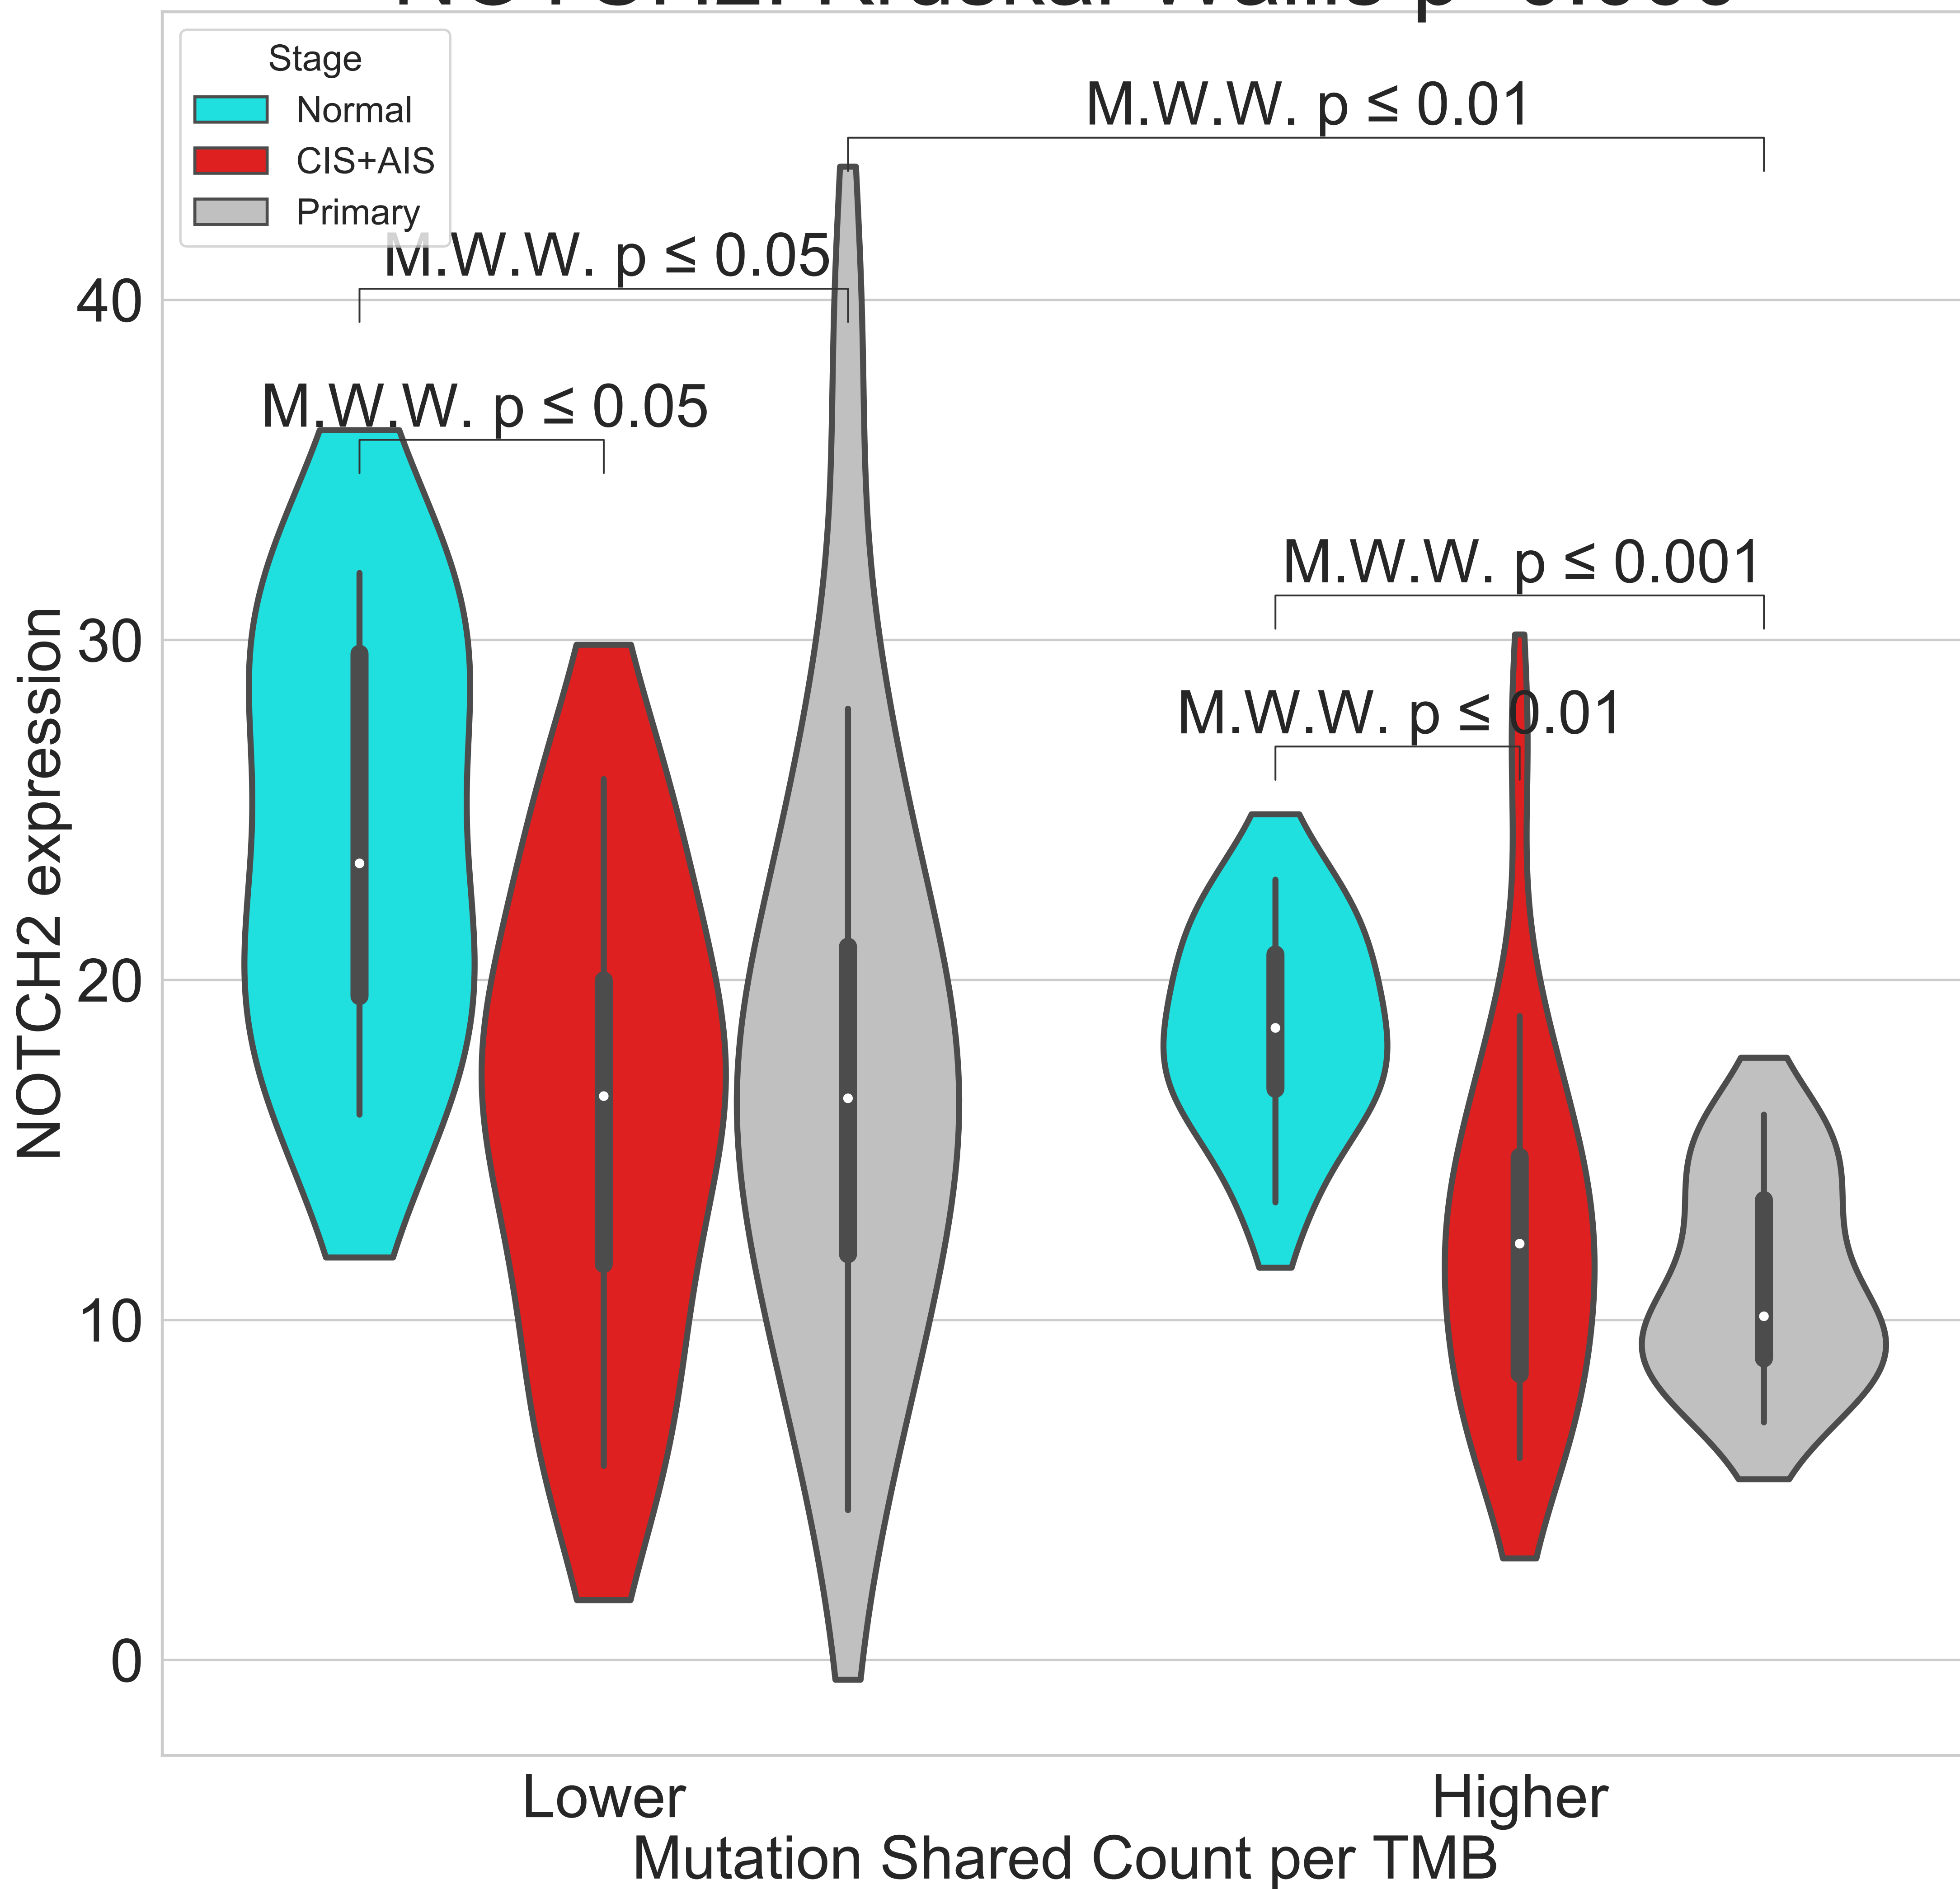 Stage
Normal
CIS+AIS
Primary
M.W.W. p ≤ 0.01
M.W.W. p ≤ 0.05
40
M.W.W. p ≤ 0.05
M.W.W. p ≤ 0.001
30
M.W.W. p ≤ 0.01
NOTCH2 expression
20
10
0
Lower
Higher
Mutation Shared Count per TMB